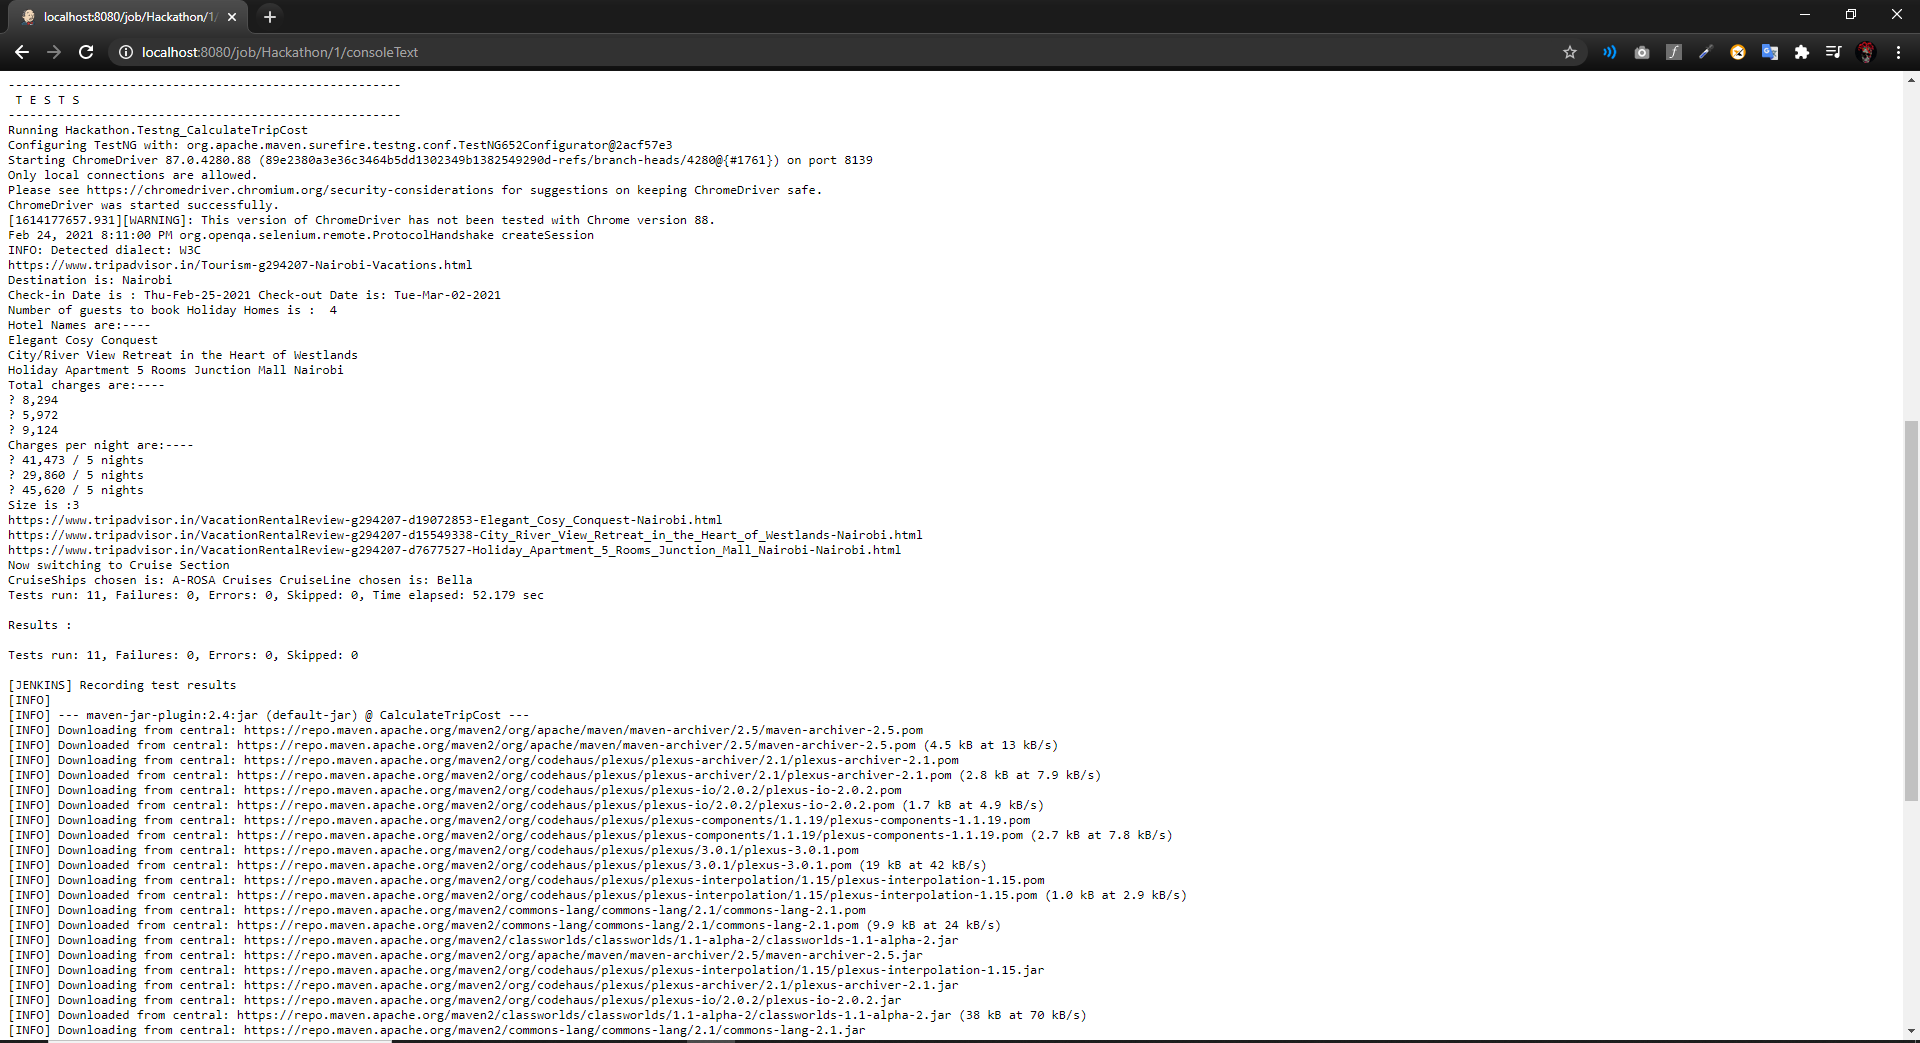 localhost:8080/job/Hackathon/1/
localhost:8080/job/Hackathon/1/consoleText
-------------------------------------------------------
 T E S T S
-------------------------------------------------------
Running Hackathon.Testng_CalculateTripCost
Configuring TestNG with: org.apache.maven.surefire.testng.conf.TestNG652Configurator@2acf57e3
Starting ChromeDriver 87.0.4280.88 (89e2380a3e36c3464b5dd1302349b1382549290d-refs/branch-heads/4280@{#1761}) on port 8139
Only local connections are allowed.
Please see https://chromedriver.chromium.org/security-considerations for suggestions on keeping ChromeDriver safe.
ChromeDriver was started successfully.
[1614177657.931][WARNING]: This version of ChromeDriver has not been tested with Chrome version 88.
Feb 24, 2021 8:11:00 PM org.openqa.selenium.remote.ProtocolHandshake createSession
INFO: Detected dialect: W3C
https://www.tripadvisor.in/Tourism-g294207-Nairobi-Vacations.html
Destination is: Nairobi
Check-in Date is : Thu-Feb-25-2021 Check-out Date is: Tue-Mar-02-2021
Number of guests to book Holiday Homes is :  4
Hotel Names are:----
Elegant Cosy Conquest
City/River View Retreat in the Heart of Westlands
Holiday Apartment 5 Rooms Junction Mall Nairobi
Total charges are:----
? 8,294
? 5,972
? 9,124
Charges per night are:----
? 41,473 / 5 nights
? 29,860 / 5 nights
? 45,620 / 5 nights
Size is :3
https://www.tripadvisor.in/VacationRentalReview-g294207-d19072853-Elegant_Cosy_Conquest-Nairobi.html
https://www.tripadvisor.in/VacationRentalReview-g294207-d15549338-City_River_View_Retreat_in_the_Heart_of_Westlands-Nairobi.html
https://www.tripadvisor.in/VacationRentalReview-g294207-d7677527-Holiday_Apartment_5_Rooms_Junction_Mall_Nairobi-Nairobi.html
Now switching to Cruise Section
CruiseShips chosen is: A-ROSA Cruises CruiseLine chosen is: Bella
Tests run: 11, Failures: 0, Errors: 0, Skipped: 0, Time elapsed: 52.179 sec
Results :
Tests run: 11, Failures: 0, Errors: 0, Skipped: 0
[JENKINS] Recording test results
[INFO]
[INFO] --- maven-jar-plugin:2.4:jar (default-jar) @ CalculateTripCost ---
[INFO] Downloading from central: https://repo.maven.apache.org/maven2/org/apache/maven/maven-archiver/2.5/maven-archiver-2.5.pom
[INFO] Downloaded from central: https://repo.maven.apache.org/maven2/org/apache/maven/maven-archiver/2.5/maven-archiver-2.5.pom (4.5 kB at 13 kB/s)
[INFO] Downloading from central: https://repo.maven.apache.org/maven2/org/codehaus/plexus/plexus-archiver/2.1/plexus-archiver-2.1.pom
[INFO] Downloaded from central: https://repo.maven.apache.org/maven2/org/codehaus/plexus/plexus-archiver/2.1/plexus-archiver-2.1.pom (2.8 kB at 7.9 kB/s)
[INFO] Downloading from central: https://repo.maven.apache.org/maven2/org/codehaus/plexus/plexus-io/2.0.2/plexus-io-2.0.2.pom
[INFO] Downloaded from central: https://repo.maven.apache.org/maven2/org/codehaus/plexus/plexus-io/2.0.2/plexus-io-2.0.2.pom (1.7 kB at 4.9 kB/s)
[INFO] Downloading from central: https://repo.maven.apache.org/maven2/org/codehaus/plexus/plexus-components/1.1.19/plexus-components-1.1.19.pom
[INFO] Downloaded from central: https://repo.maven.apache.org/maven2/org/codehaus/plexus/plexus-components/1.1.19/plexus-components-1.1.19.pom (2.7 kB at 7.8 kB/s)
[INFO] Downloading from central: https://repo.maven.apache.org/maven2/org/codehaus/plexus/plexus/3.0.1/plexus-3.0.1.pom
[INFO] Downloaded from central: https://repo.maven.apache.org/maven2/org/codehaus/plexus/plexus/3.0.1/plexus-3.0.1.pom (19 kB at 42 kB/s)
[INFO] Downloading from central: https://repo.maven.apache.org/maven2/org/codehaus/plexus/plexus-interpolation/1.15/plexus-interpolation-1.15.pom
[INFO] Downloaded from central: https://repo.maven.apache.org/maven2/org/codehaus/plexus/plexus-interpolation/1.15/plexus-interpolation-1.15.pom (1.0 kB at 2.9 kB/s)
[INFO] Downloading from central: https://repo.maven.apache.org/maven2/commons-lang/commons-lang/2.1/commons-lang-2.1.pom
[INFO] Downloaded from central: https://repo.maven.apache.org/maven2/commons-lang/commons-lang/2.1/commons-lang-2.1.pom (9.9 kB at 24 kB/s)
[INFO] Downloading from central: https://repo.maven.apache.org/maven2/classworlds/classworlds/1.1-alpha-2/classworlds-1.1-alpha-2.jar
[INFO] Downloading from central: https://repo.maven.apache.org/maven2/org/apache/maven/maven-archiver/2.5/maven-archiver-2.5.jar
[INFO] Downloading from central: https://repo.maven.apache.org/maven2/org/codehaus/plexus/plexus-interpolation/1.15/plexus-interpolation-1.15.jar
[INFO] Downloading from central: https://repo.maven.apache.org/maven2/org/codehaus/plexus/plexus-archiver/2.1/plexus-archiver-2.1.jar
[INFO] Downloading from central: https://repo.maven.apache.org/maven2/org/codehaus/plexus/plexus-io/2.0.2/plexus-io-2.0.2.jar
[INFO] Downloaded from central: https://repo.maven.apache.org/maven2/classworlds/classworlds/1.1-alpha-2/classworlds-1.1-alpha-2.jar (38 kB at 70 kB/s)
[INFO] Downloading from central: https://repo.maven.apache.org/maven2/commons-lang/commons-lang/2.1/commons-lang-2.1.jar